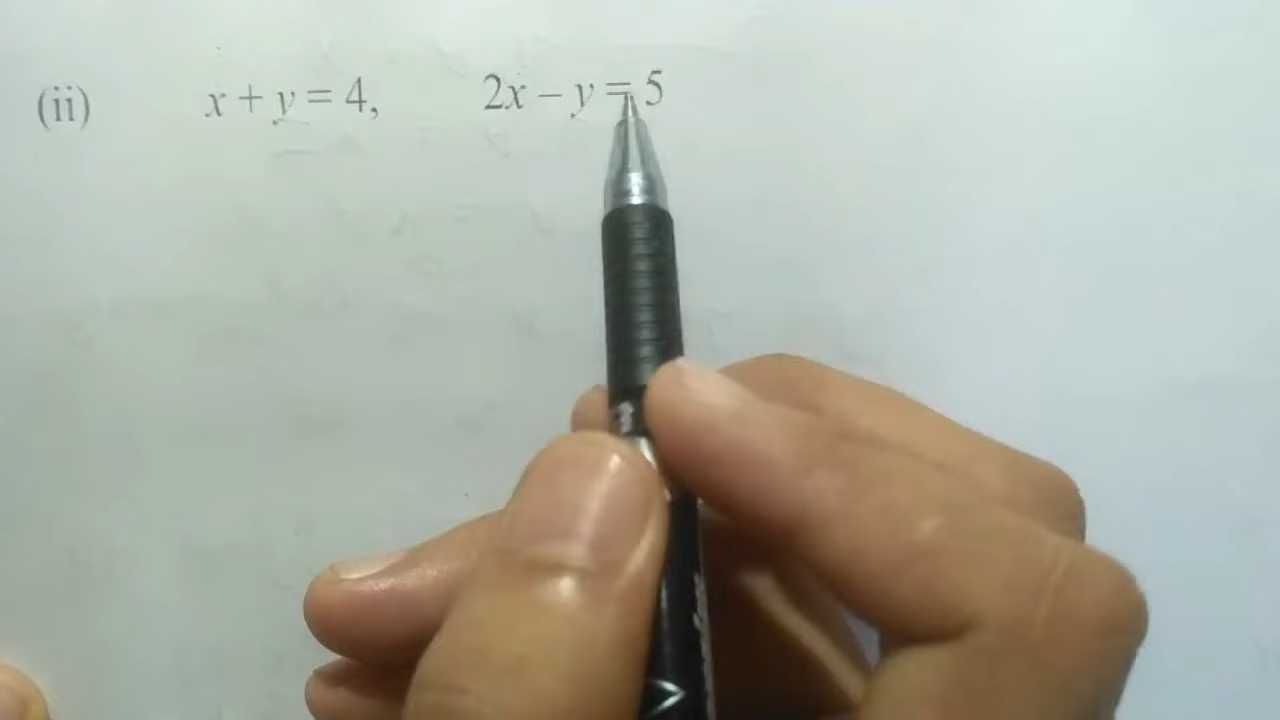 (ii) x + y = 4, 2x – y = 5